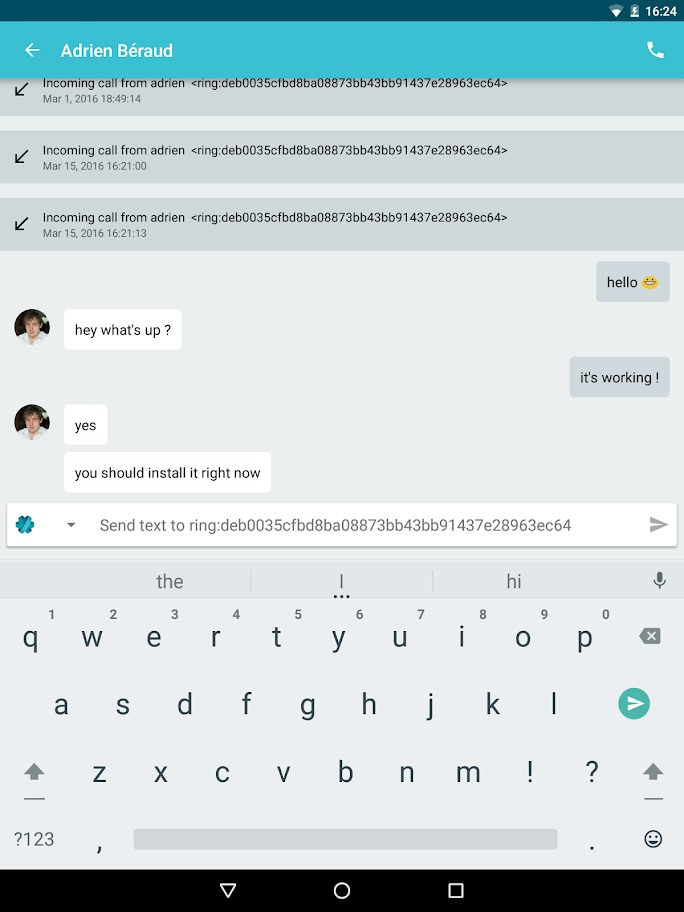 16:24
Adrien Béraud
Incoming call from adrien <ring:deb0035cfbd8ba08873bb43bb91437e28963ec64>
Mar 1, 2016 18:49:14
Incoming call from adrien <ring:deb0035cfbd8ba08873bb43bb91437e28963ec64>
Mar 15, 2016 16:21:00
Incoming call from adrien <ring:deb0035cfbd8ba08873bb43bb91437e28963ec64>
Mar 15, 2016 16:21:13
hello 😁
hey what's up ?
it's working !
yes
you should install it right now
Send text to ring:deb0035cfbd8ba08873bb43bb91437e28963ec64
the I hi
1 2 3 4 5 6 7 8 9 0
q w e r t y u i o p
a s d f g h j k l
z x c v b n m ! ?
?123 , .